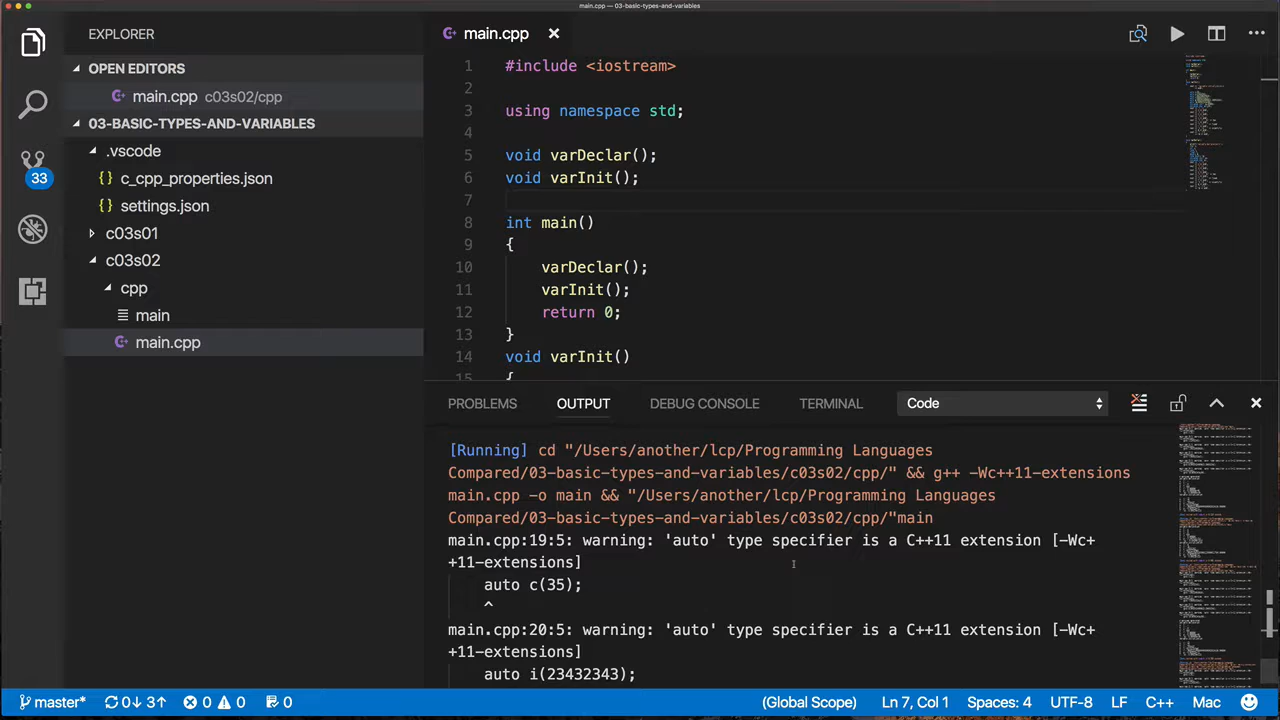 main.cpp — 03-basic-types-and-variables
EXPLORER
OPEN EDITORS
main.cpp c03s02/cpp
03-BASIC-TYPES-AND-VARIABLES
.vscode
{} c_cpp_properties.json
{} settings.json
c03s01
c03s02
cpp
main
main.cpp
33
main.cpp
1 #include <iostream>
2
3 using namespace std;
4
5 void varDeclar();
6 void varInit();
7
8 int main()
9 {
10 varDeclar();
11 varInit();
12 return 0;
13 }
14 void varInit()
15 {
PROBLEMS OUTPUT DEBUG CONSOLE TERMINAL Code
[Running] cd "/Users/another/lcp/Programming Languages
Compared/03-basic-types-and-variables/c03s02/cpp/" && g++ -Wc++11-extensions
main.cpp -o main && "/Users/another/lcp/Programming Languages
Compared/03-basic-types-and-variables/c03s02/cpp/"main
main.cpp:19:5: warning: 'auto' type specifier is a C++11 extension [-Wc+
+11-extensions]
auto c(35);
^
main.cpp:20:5: warning: 'auto' type specifier is a C++11 extension [-Wc+
+11-extensions]
auto i(23432343);
master* 0↓ 3↑ 0 0 0 (Global Scope) Ln 7, Col 1 Spaces: 4 UTF-8 LF C++ Mac